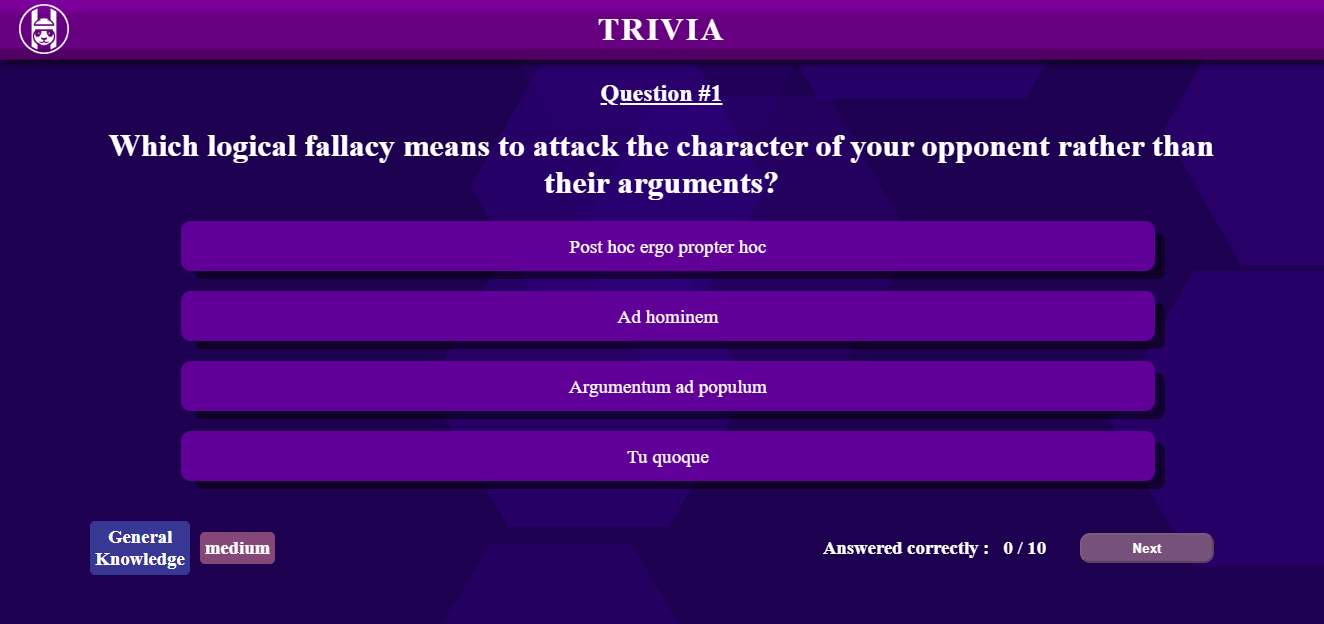 TRIVIA
Question #1
Which logical fallacy means to attack the character of your opponent rather than
their arguments?
Post hoc ergo propter hoc
Ad hominem
Argumentum ad populum
Tu quoque
General
Knowledge
medium
Answered correctly : 0 / 10
Next